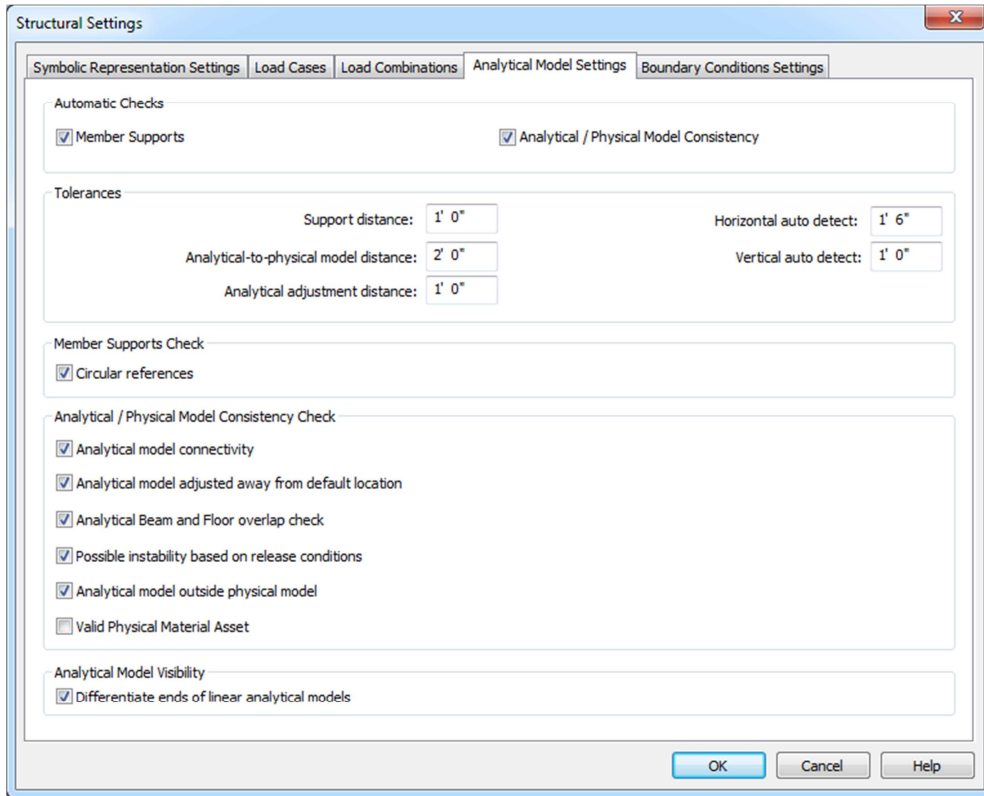 Structural Settings
Symbolic Representation Settings
Load Cases
Load Combinations
Analytical Model Settings
Boundary Conditions Settings
Automatic Checks
Member Supports
Analytical / Physical Model Consistency
Tolerances
Support distance: 1' 0"
Horizontal auto detect: 1' 6"
Analytical-to-physical model distance: 2' 0"
Vertical auto detect: 1' 0"
Analytical adjustment distance: 1' 0"
Member Supports Check
Circular references
Analytical / Physical Model Consistency Check
Analytical model connectivity
Analytical model adjusted away from default location
Analytical Beam and Floor overlap check
Possible instability based on release conditions
Analytical model outside physical model
Valid Physical Material Asset
Analytical Model Visibility
Differentiate ends of linear analytical models
OK
Cancel
Help